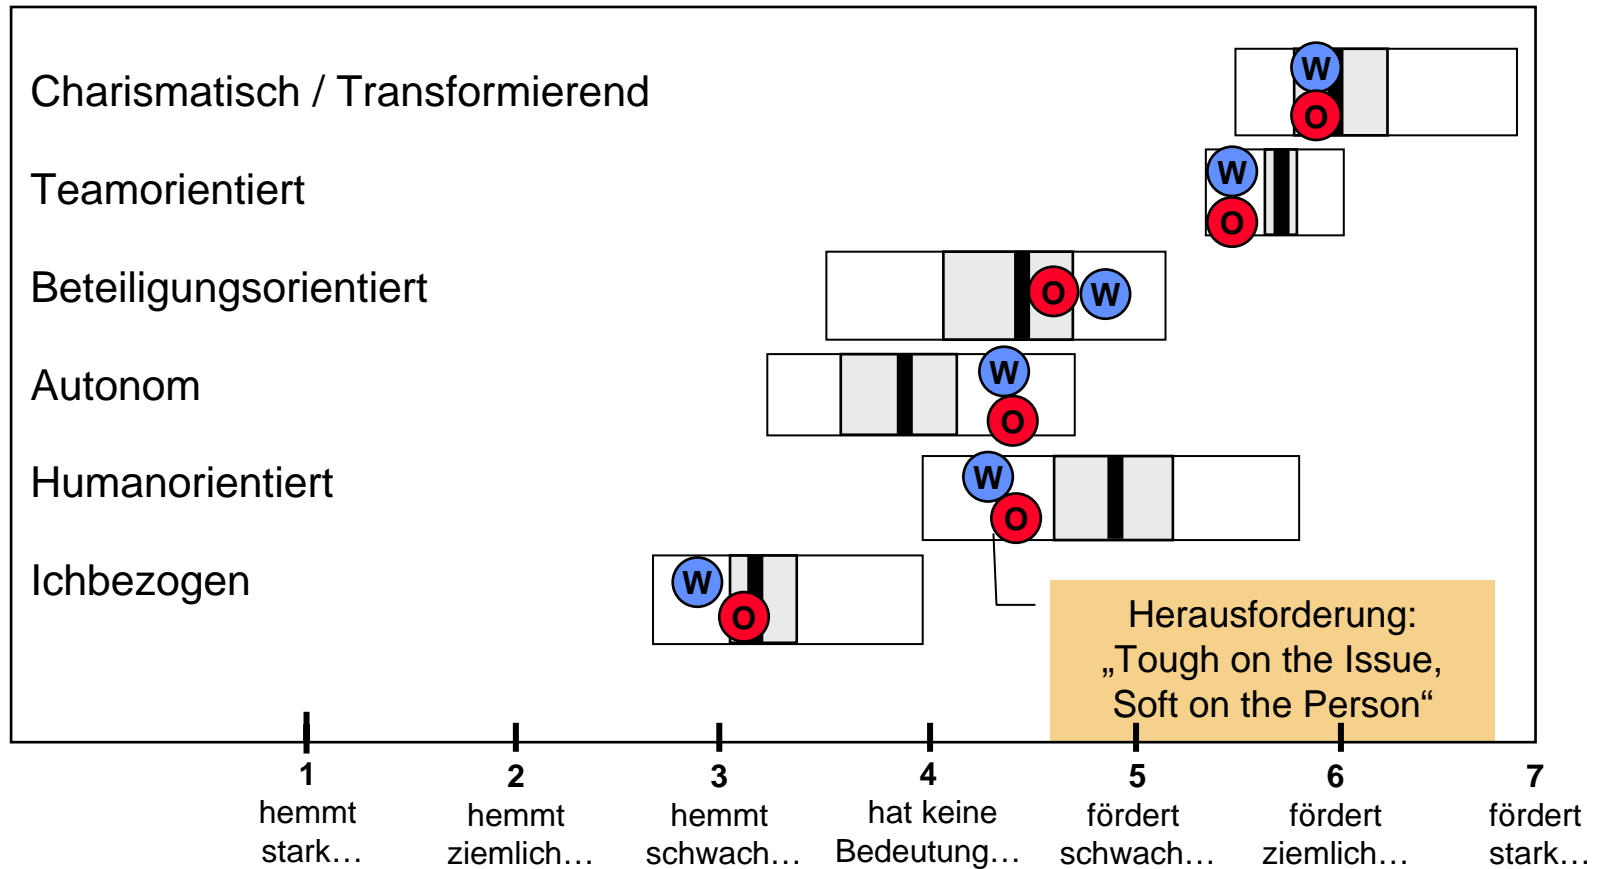 Charismatisch / Transformierend
W
O
Teamorientiert
W
O
Beteiligungsorientiert
O W
Autonom
W
O
Humanorientiert
W
O
Ichbezogen
W
O
Herausforderung:
„Tough on the Issue,
Soft on the Person“
1 2 3 4 5 6 7
hemmt hemmt hemmt hat keine fördert fördert fördert
stark… ziemlich… schwach… Bedeutung… schwach… ziemlich… stark…